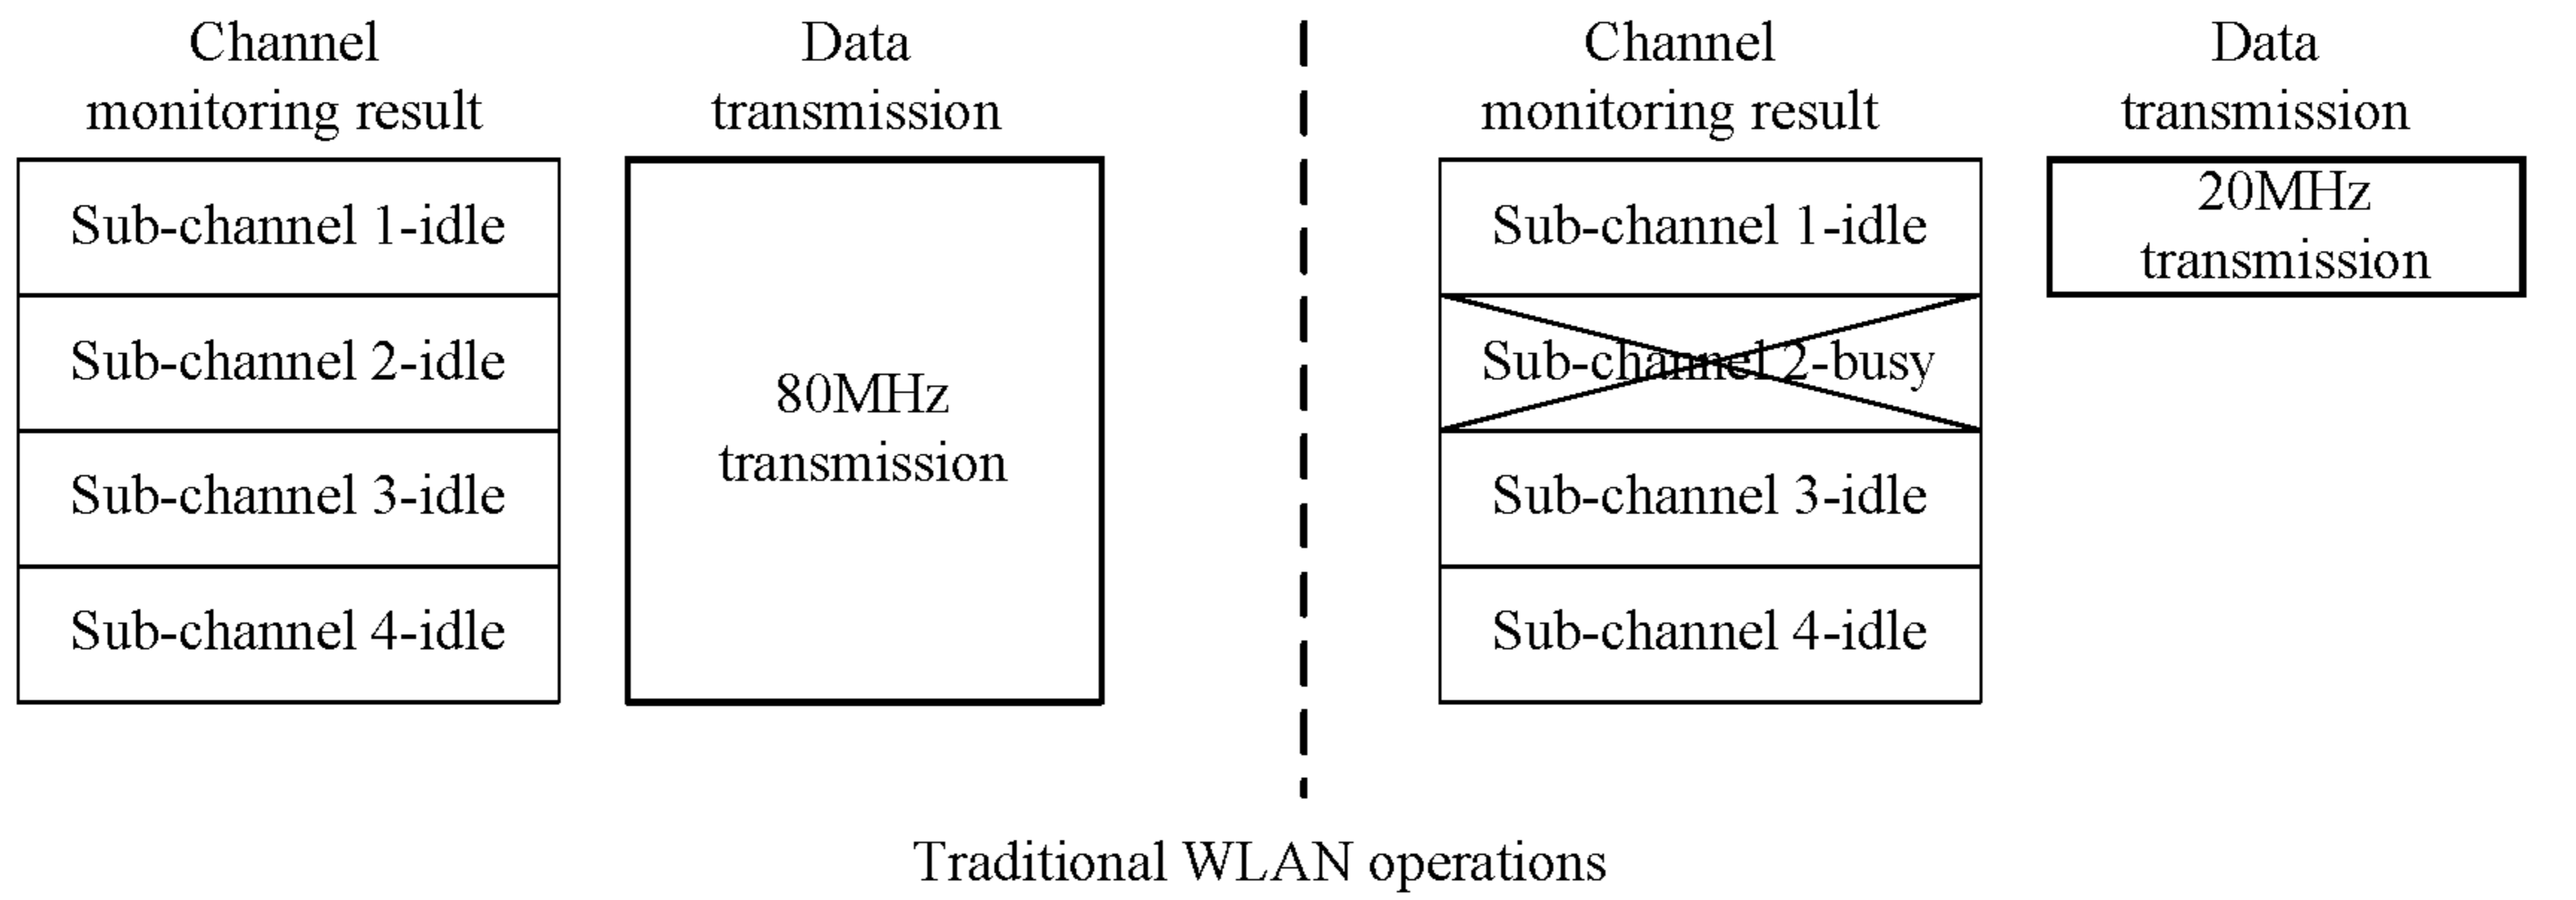 Channel
monitoring result
Data
transmission
Sub-channel 1-idle
Sub-channel 2-idle
Sub-channel 3-idle
Sub-channel 4-idle
80MHz
transmission
Channel
monitoring result
Data
transmission
Sub-channel 1-idle
Sub-channel 2-busy
Sub-channel 3-idle
Sub-channel 4-idle
20MHz
transmission
Traditional WLAN operations